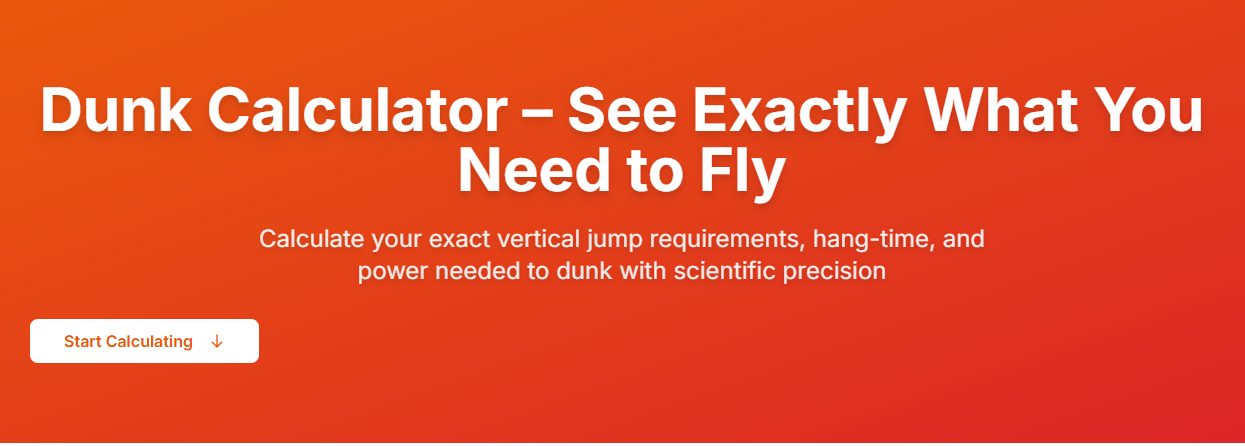 Dunk Calculator – See Exactly What You
Need to Fly
Calculate your exact vertical jump requirements, hang-time, and
power needed to dunk with scientific precision
Start Calculating ↓